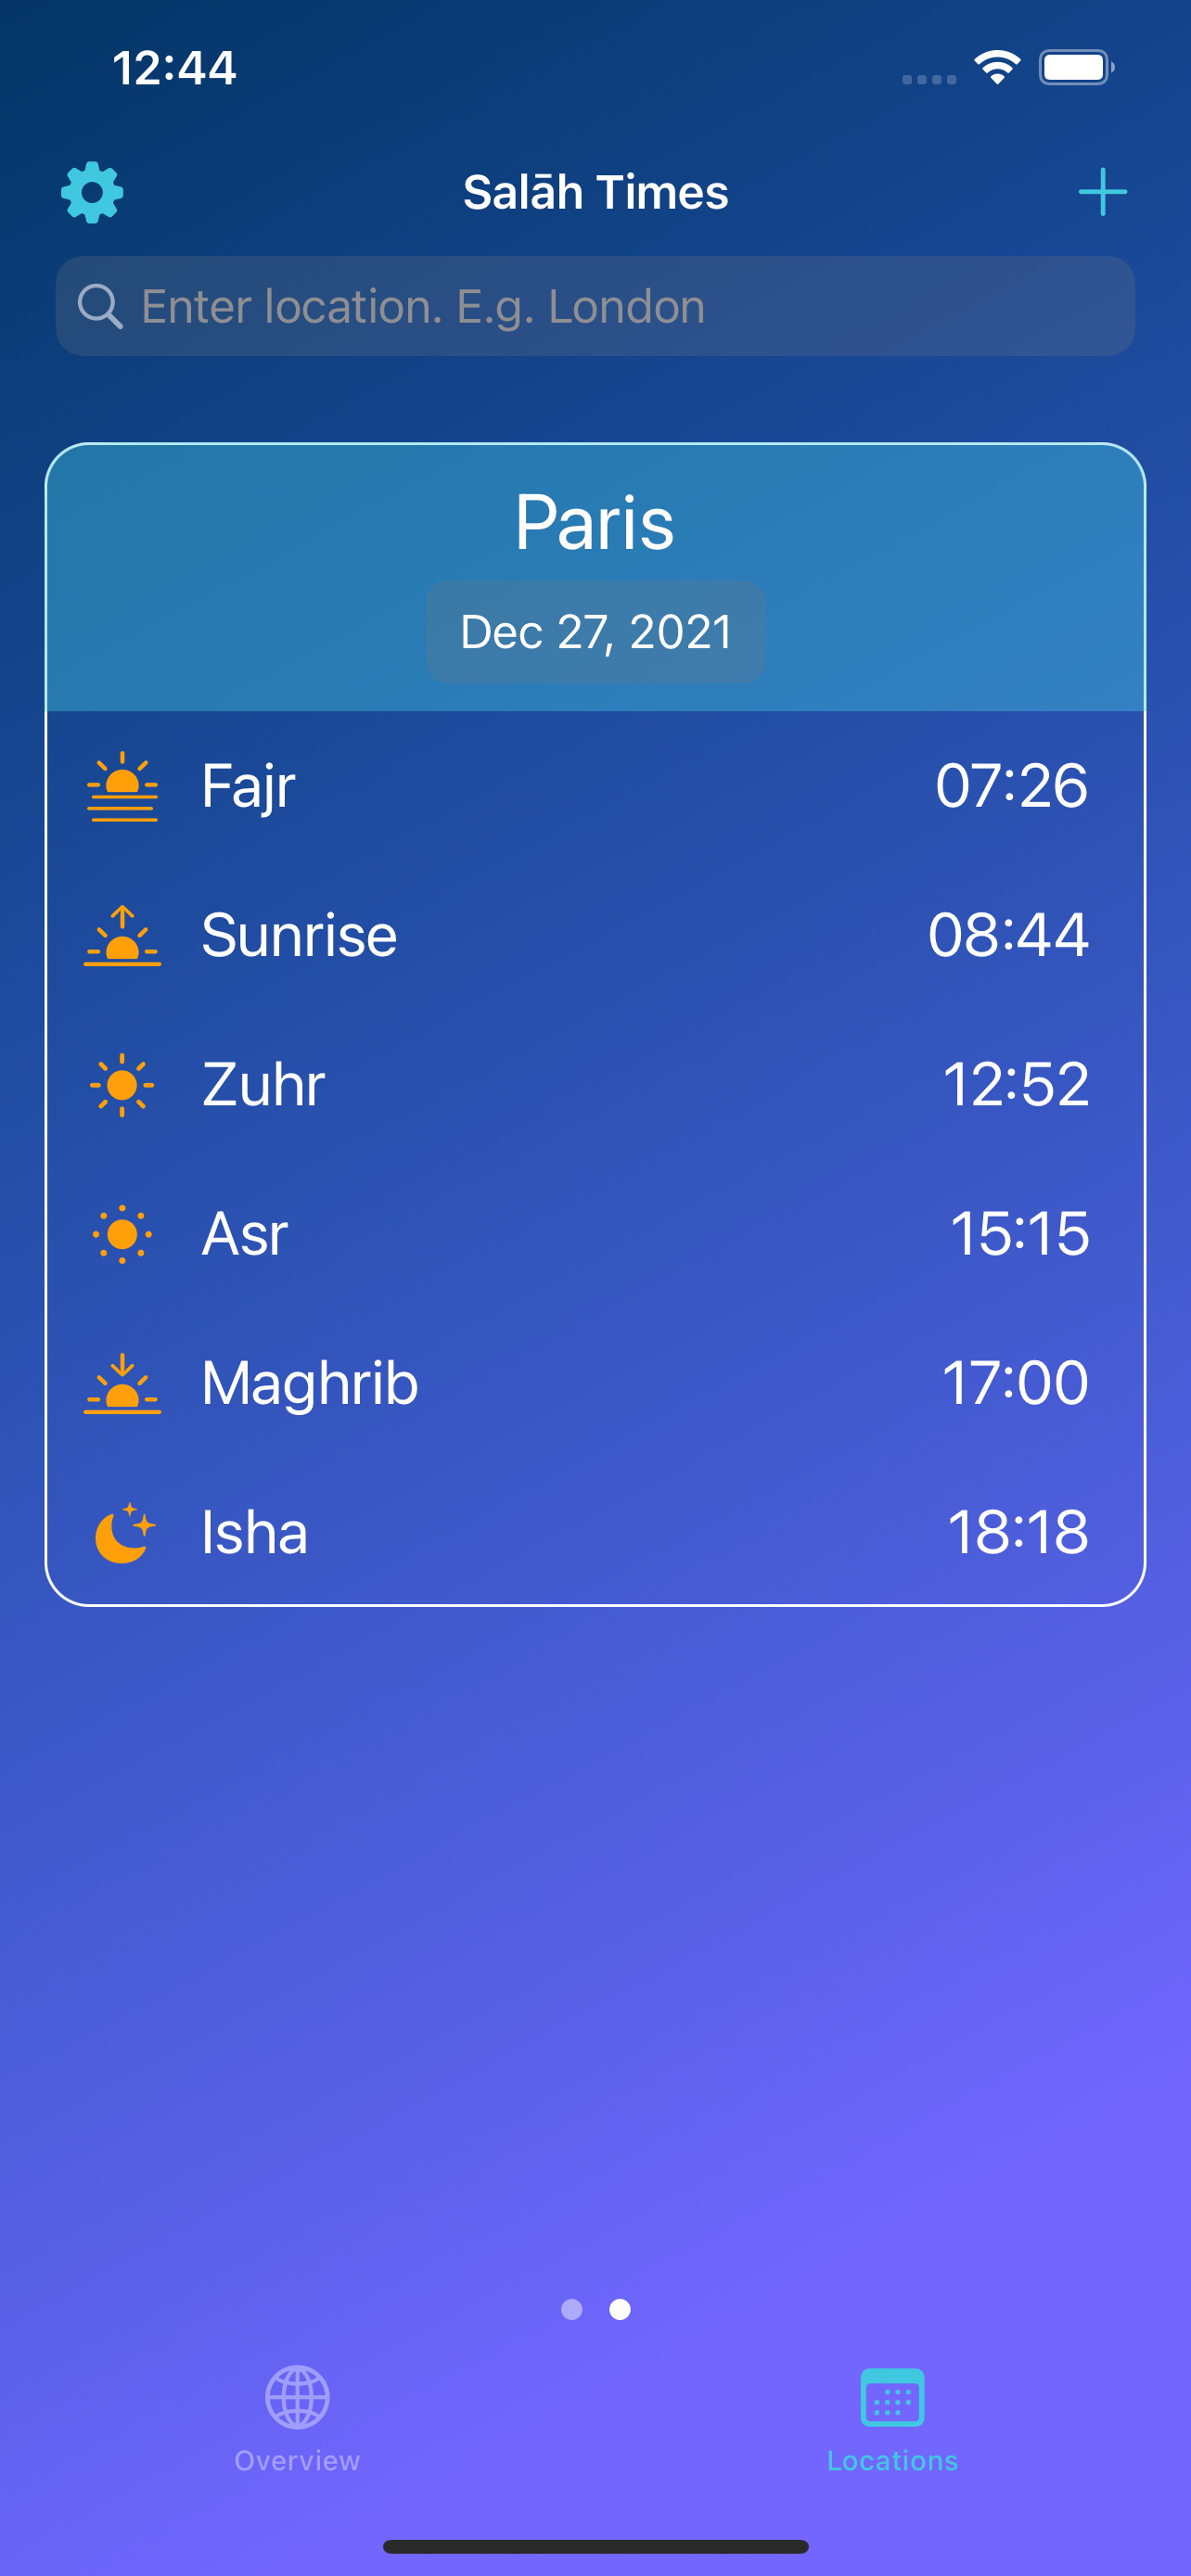 12:44
Salāh Times
Enter location. E.g. London
Paris
Dec 27, 2021
Fajr 07:26
Sunrise 08:44
Zuhr 12:52
Asr 15:15
Maghrib 17:00
Isha 18:18
Overview Locations